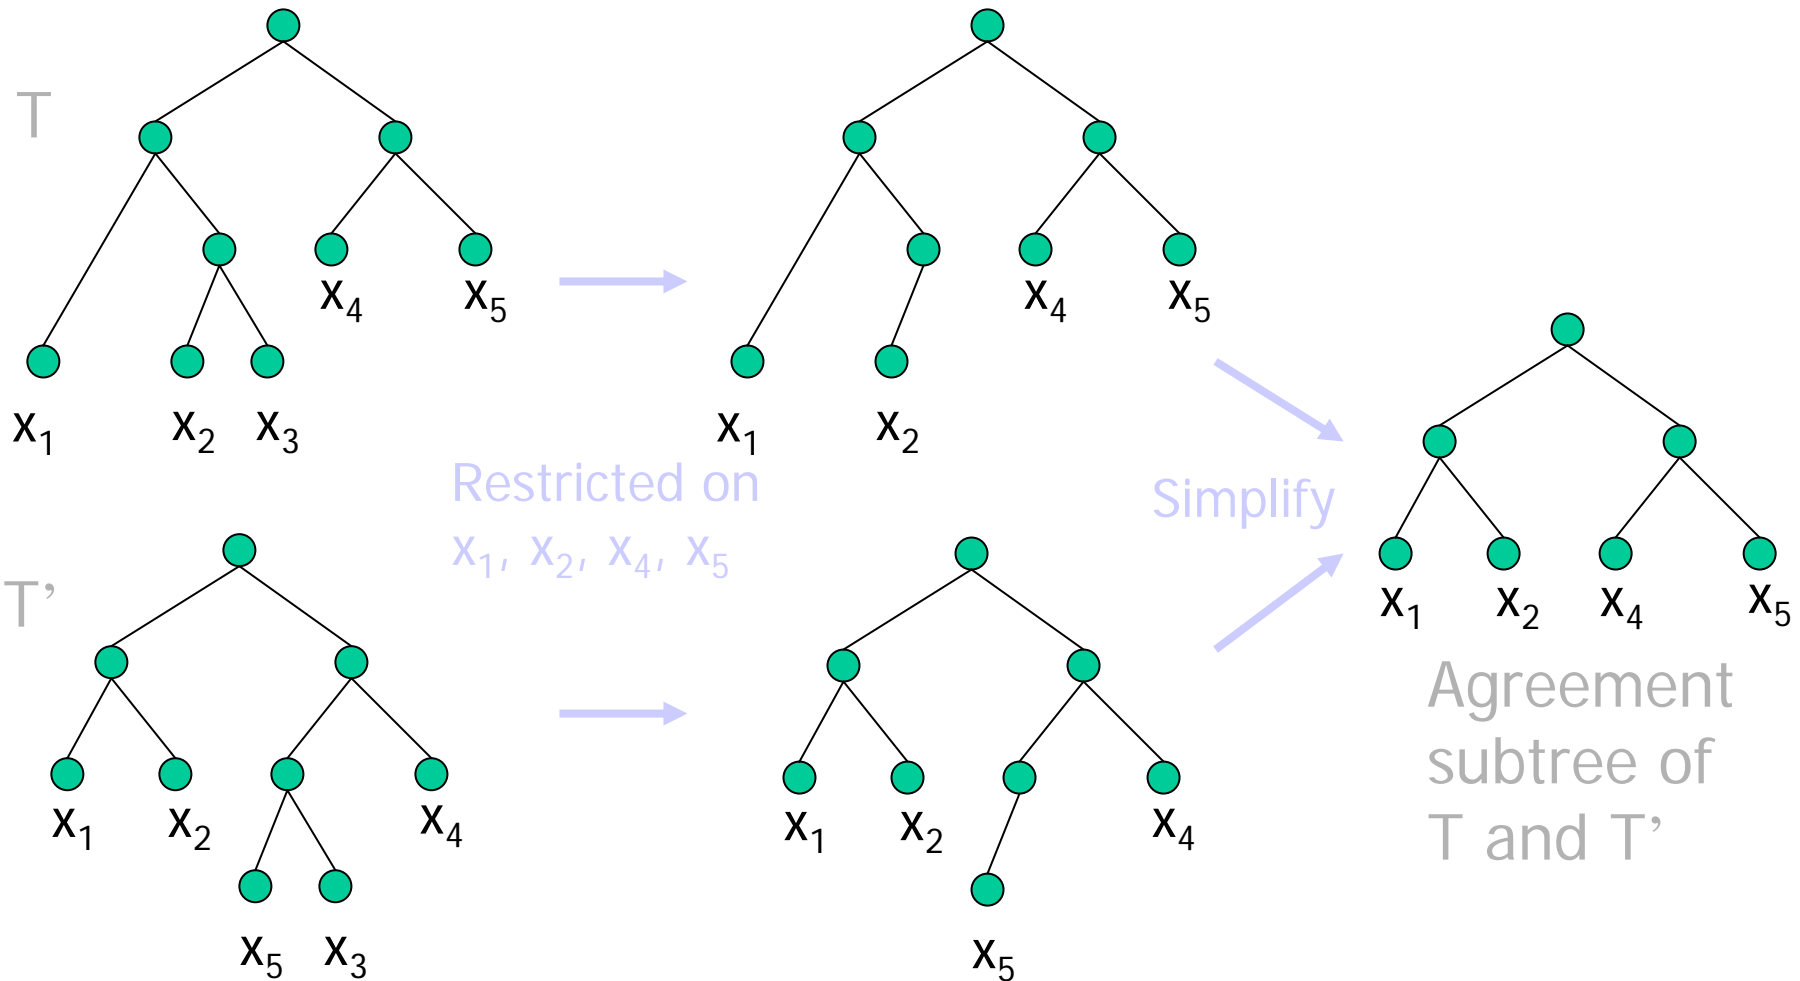 T
x₄ x₅
x₁ x₂ x₃
x₄ x₅
x₁ x₂
Restricted on
x₁, x₂, x₄, x₅
Simplify
T’
x₁ x₂ x₄
x₅ x₃
x₁ x₂ x₄
x₅
x₁ x₂ x₄ x₅
Agreement
subtree of
T and T’